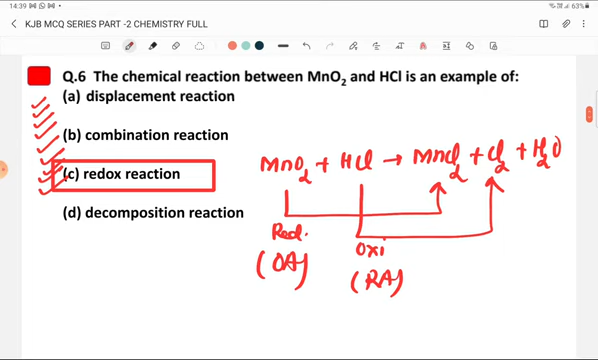 14:39
63%
KJB MCQ SERIES PART -2 CHEMISTRY FULL
Q.6 The chemical reaction between MnO₂ and HCl is an example of:
(a) displacement reaction
(b) combination reaction
MnO₂ + HCl → MnCl₂ + Cl₂ + H₂O
(c) redox reaction
(d) decomposition reaction
Red. Oxi
(OA) (RA)